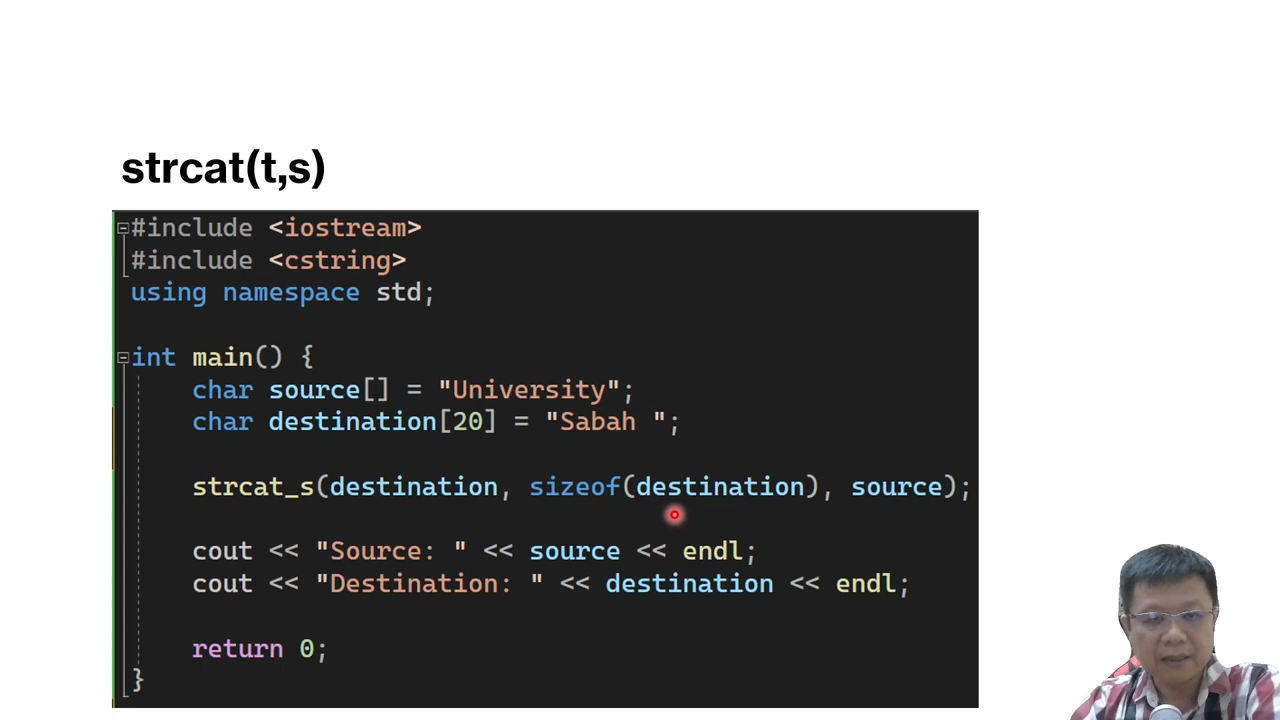 strcat(t,s)
#include <iostream>
#include <cstring>
using namespace std;
int main() {
char source[] = "University";
char destination[20] = "Sabah ";
strcat_s(destination, sizeof(destination), source);
cout << "Source: " << source << endl;
cout << "Destination: " << destination << endl;
return 0;
}